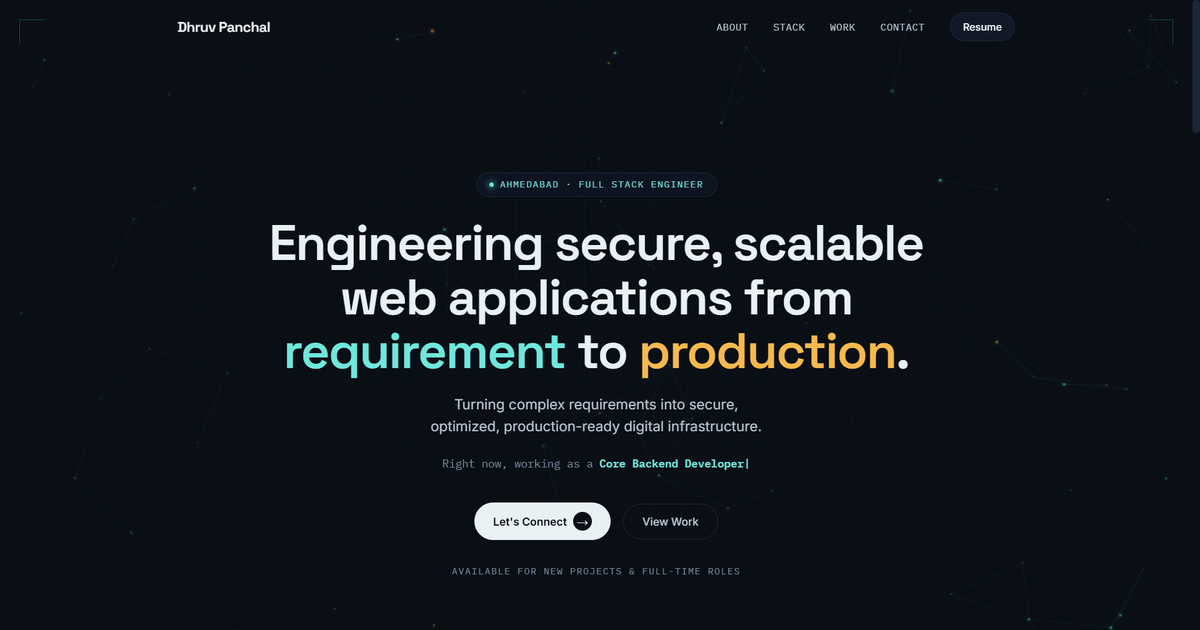 Dhruv Panchal
ABOUT STACK WORK CONTACT Resume
AHMEDABAD · FULL STACK ENGINEER
Engineering secure, scalable
web applications from
requirement to production.
Turning complex requirements into secure,
optimized, production-ready digital infrastructure.
Right now, working as a Core Backend Developer|
Let's Connect → View Work
AVAILABLE FOR NEW PROJECTS & FULL-TIME ROLES